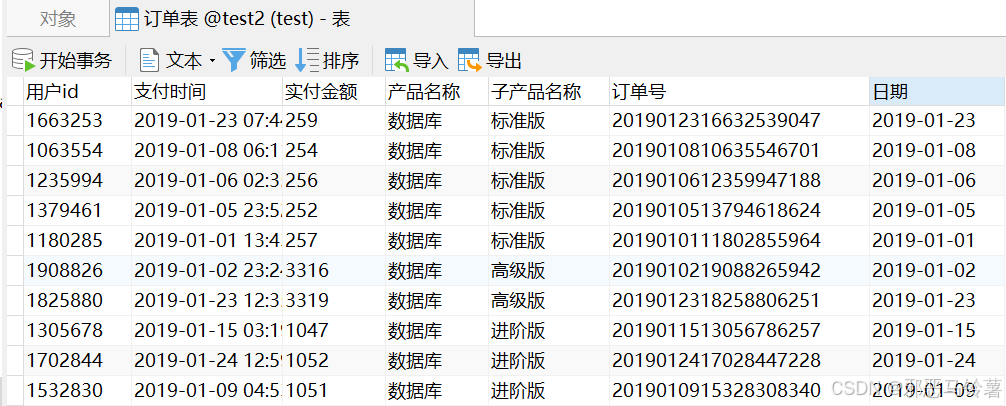 对象 订单表 @test2 (test) - 表
开始事务 文本 筛选 排序 导入 导出
用户id 支付时间 实付金额 产品名称 子产品名称 订单号 日期
1663253 2019-01-23 07:4 259 数据库 标准版 2019012316632539047 2019-01-23
1063554 2019-01-08 06:1 254 数据库 标准版 2019010810635546701 2019-01-08
1235994 2019-01-06 02:3 256 数据库 标准版 2019010612359947188 2019-01-06
1379461 2019-01-05 23:5 252 数据库 标准版 2019010513794618624 2019-01-05
1180285 2019-01-01 13:4 257 数据库 标准版 2019010111802855964 2019-01-01
1908826 2019-01-02 23:2 3316 数据库 高级版 2019010219088265942 2019-01-02
1825880 2019-01-23 12:3 3319 数据库 高级版 2019012318258806251 2019-01-23
1305678 2019-01-15 03:1 1047 数据库 进阶版 2019011513056786257 2019-01-15
1702844 2019-01-24 12:5 1052 数据库 进阶版 2019012417028447228 2019-01-24
1532830 2019-01-09 04:5 1051 数据库 进阶版 2019010915328308340 2019-01-09
CSDN @邪恶马铃薯